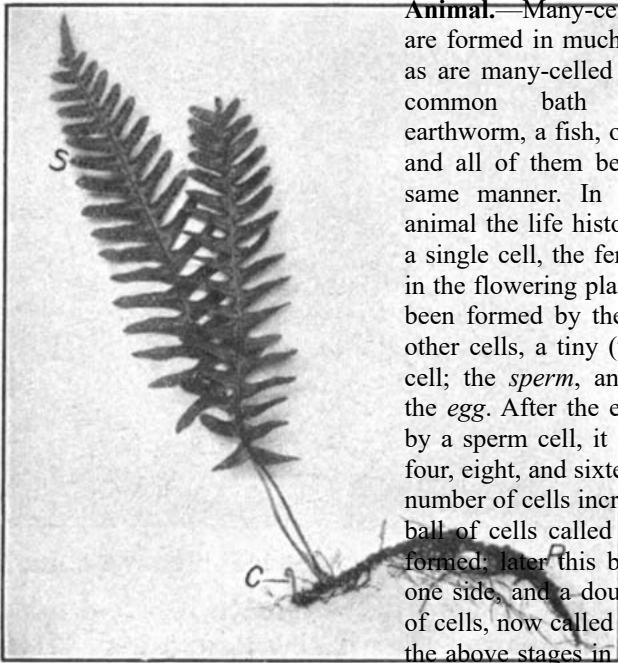 Animal.—Many-ce
are formed in much
as are many-celled
common bath
earthworm, a fish, o
and all of them be
same manner. In
animal the life histo
a single cell, the fer
in the flowering pla
been formed by the
other cells, a tiny (
cell; the sperm, an
the egg. After the e
by a sperm cell, it
four, eight, and sixte
number of cells incr
ball of cells called
formed; later this b
one side, and a dou
of cells, now called
the above stages in
S
C
R